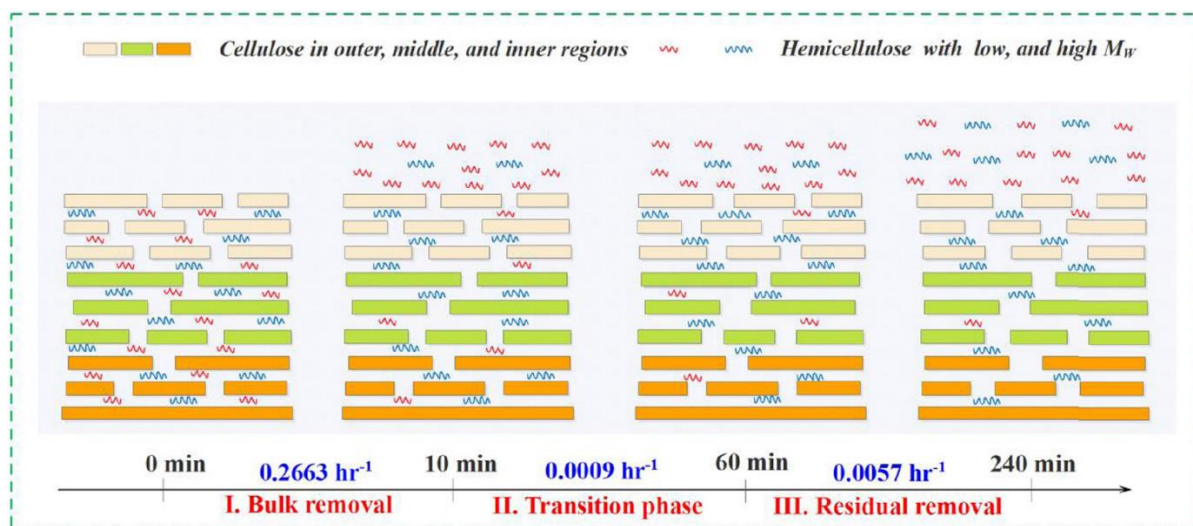 Cellulose in outer, middle, and inner regions
Hemicellulose with low, and high M_W
0 min 0.2663 hr⁻¹ 10 min 0.0009 hr⁻¹ 60 min 0.0057 hr⁻¹ 240 min
I. Bulk removal II. Transition phase III. Residual removal